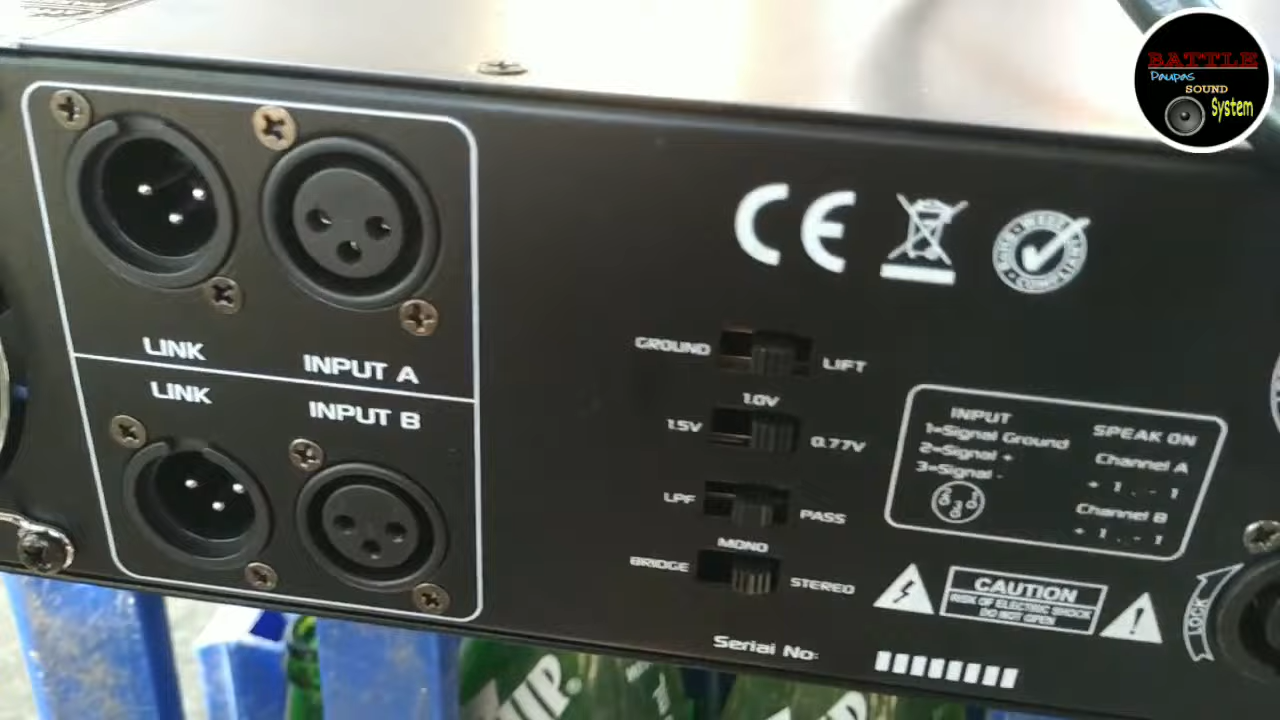 BATTLE
Paupas
SOUND
System
CE
LINK
INPUT A
LINK
INPUT B
GROUND
LIFT
1.0V
1.5V
0.77V
LPF
PASS
MONO
BRIDGE
STEREO
INPUT
1=Signal Ground
2=Signal +
3=Signal -
SPEAK ON
Channel A
+ 1 . - 1
Channel B
+ 1 . - 1
CAUTION
RISK OF ELECTRIC SHOCK
DO NOT OPEN
LOCK
Serial No: